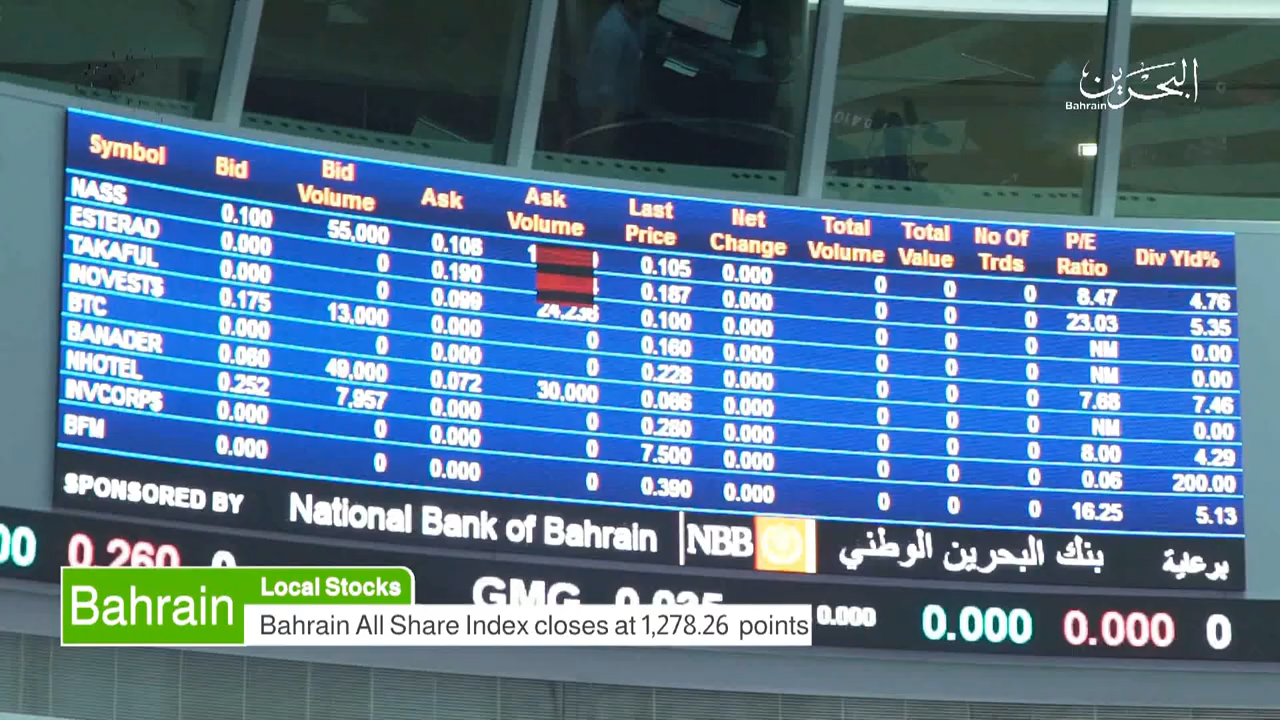 البحرين
Bahrain
Symbol Bid Bid Volume Ask Ask Volume Last Price Net Change Total Volume Total Value No Of Trds P/E Ratio Div Yld%
NASS 0.100 55,000 0.106 0.105 0.000 0 0 0 8.47 4.76
ESTERAD 0.000 0 0.190 0.187 0.000 0 0 0 23.03 5.35
TAKAFUL 0.000 0 0.099 0.100 0.000 0 0 0 NM 0.00
INOVEST$ 0.175 13,000 0.000 0 0.160 0.000 0 0 0 NM 0.00
BTC 0.000 0 0.000 0 0.228 0.000 0 0 0 7.68 7.46
BANADER 0.060 49,000 0.072 30,000 0.066 0.000 0 0 0 NM 0.00
NHOTEL 0.252 7,957 0.000 0 0.280 0.000 0 0 0 8.00 4.29
INVCORP$ 0.000 0 0.000 0 7.500 0.000 0 0 0 0.06 200.00
BFM 0.000 0 0.000 0 0.390 0.000 0 0 0 16.25 5.13
SPONSORED BY National Bank of Bahrain NBB بنك البحرين الوطني برعاية
0.260 0 GMG 0.035 0.000 0.000 0.000 0
Bahrain
Local Stocks
Bahrain All Share Index closes at 1,278.26 points